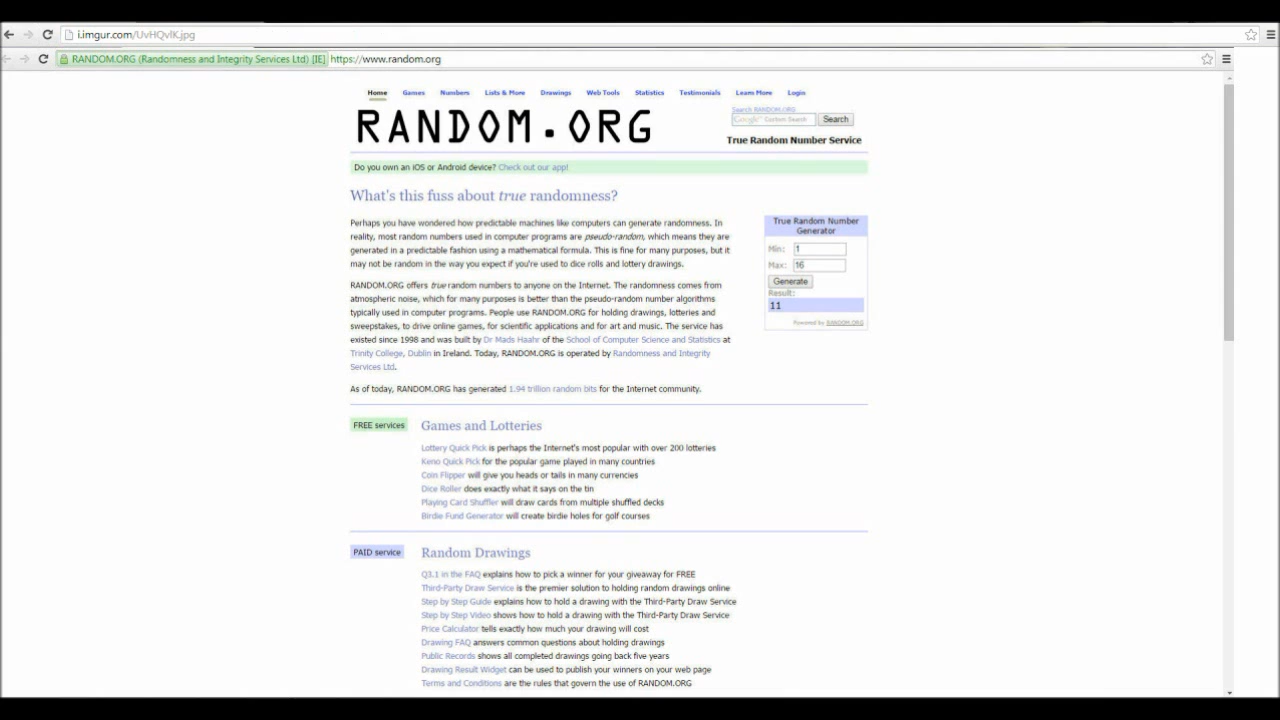 i.imgur.com/UvHQvlK.jpg
RANDOM.ORG (Randomness and Integrity Services Ltd) [IE] https://www.random.org
Home Games Numbers Lists & More Drawings Web Tools Statistics Testimonials Learn More Login
RANDOM.ORG
Search RANDOM.ORG
Google™ Custom Search Search
True Random Number Service
Do you own an iOS or Android device? Check out our app!
What's this fuss about true randomness?
Perhaps you have wondered how predictable machines like computers can generate randomness. In
reality, most random numbers used in computer programs are pseudo-random, which means they are
generated in a predictable fashion using a mathematical formula. This is fine for many purposes, but it
may not be random in the way you expect if you're used to dice rolls and lottery drawings.
RANDOM.ORG offers true random numbers to anyone on the Internet. The randomness comes from
atmospheric noise, which for many purposes is better than the pseudo-random number algorithms
typically used in computer programs. People use RANDOM.ORG for holding drawings, lotteries and
sweepstakes, to drive online games, for scientific applications and for art and music. The service has
existed since 1998 and was built by Dr Mads Haahr of the School of Computer Science and Statistics at
Trinity College, Dublin in Ireland. Today, RANDOM.ORG is operated by Randomness and Integrity
Services Ltd.
As of today, RANDOM.ORG has generated 1.94 trillion random bits for the Internet community.
True Random Number
Generator
Min: 1
Max: 16
Generate
Result:
11
Powered by RANDOM.ORG
FREE services
Games and Lotteries
Lottery Quick Pick is perhaps the Internet's most popular with over 200 lotteries
Keno Quick Pick for the popular game played in many countries
Coin Flipper will give you heads or tails in many currencies
Dice Roller does exactly what it says on the tin
Playing Card Shuffler will draw cards from multiple shuffled decks
Birdie Fund Generator will create birdie holes for golf courses
PAID service
Random Drawings
Q3.1 in the FAQ explains how to pick a winner for your giveaway for FREE
Third-Party Draw Service is the premier solution to holding random drawings online
Step by Step Guide explains how to hold a drawing with the Third-Party Draw Service
Step by Step Video shows how to hold a drawing with the Third-Party Draw Service
Price Calculator tells exactly how much your drawing will cost
Drawing FAQ answers common questions about holding drawings
Public Records shows all completed drawings going back five years
Drawing Result Widget can be used to publish your winners on your web page
Terms and Conditions are the rules that govern the use of RANDOM.ORG